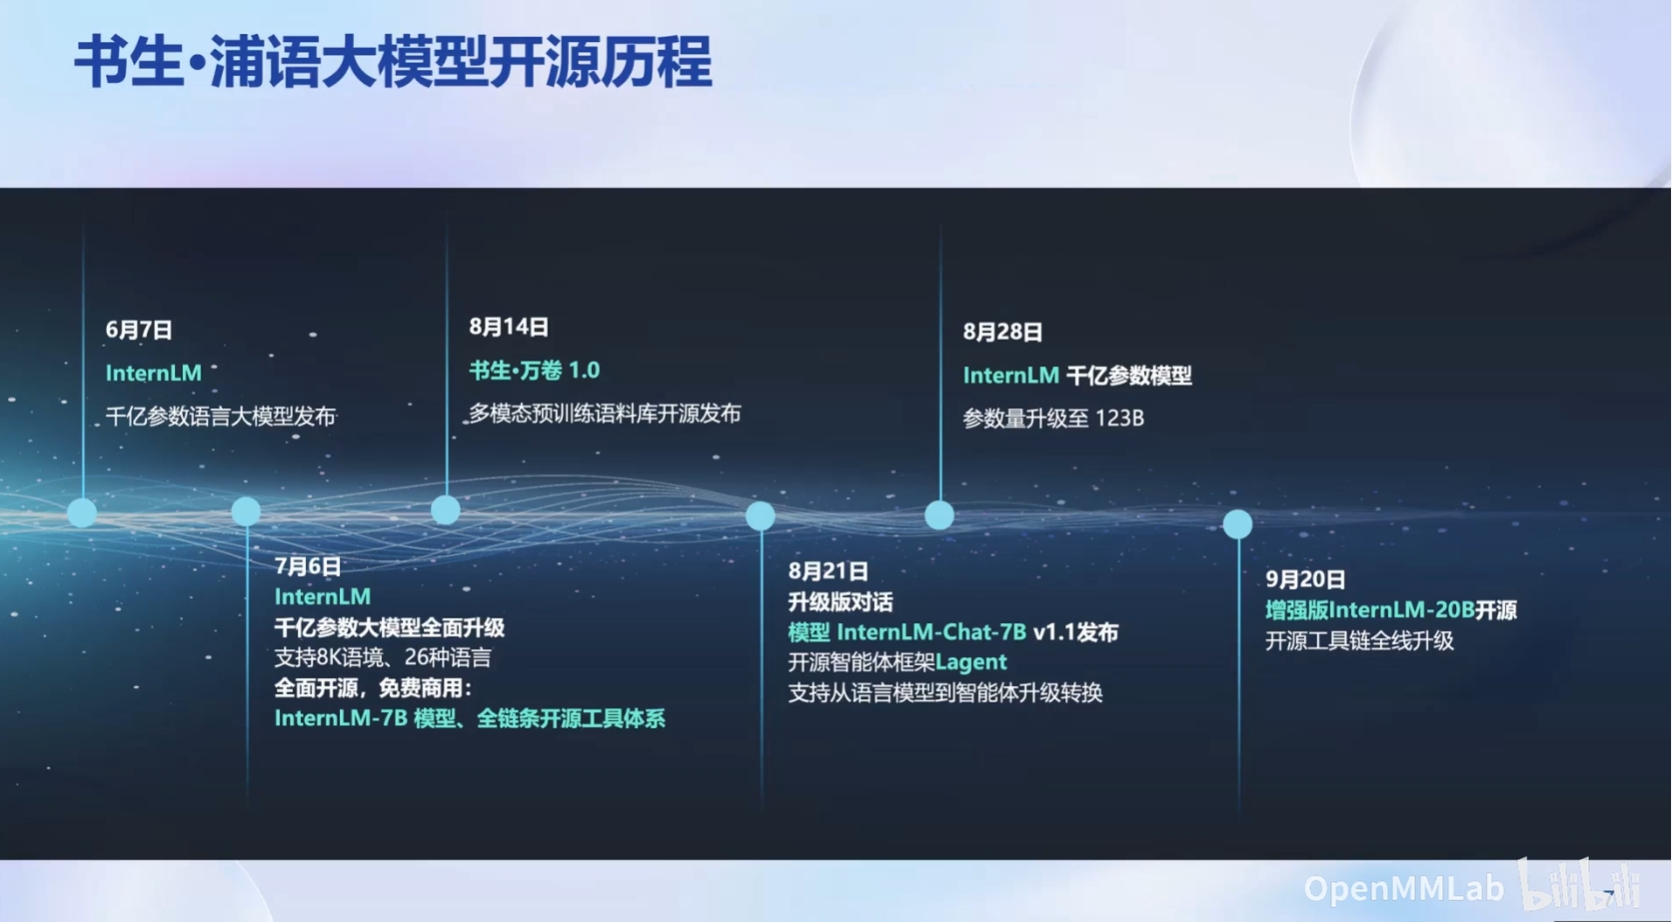 书生·浦语大模型开源历程
6月7日
InternLM
千亿参数语言大模型发布
7月6日
InternLM
千亿参数大模型全面升级
支持8K语境、26种语言
全面开源，免费商用：
InternLM-7B 模型、全链条开源工具体系
8月14日
书生·万卷 1.0
多模态预训练语料库开源发布
8月21日
升级版对话
模型 InternLM-Chat-7B v1.1发布
开源智能体框架Lagent
支持从语言模型到智能体升级转换
8月28日
InternLM 千亿参数模型
参数量升级至 123B
9月20日
增强版InternLM-20B开源
开源工具链全线升级
OpenMMLab bilibili
7